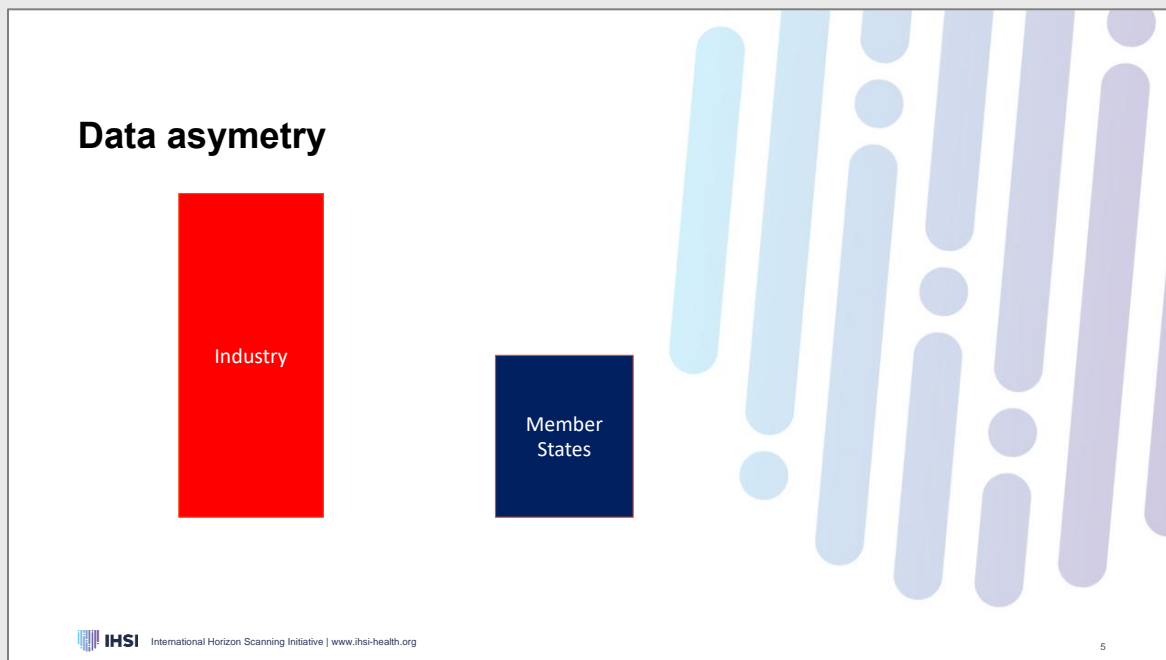 Data asymetry
Industry
Member
States
IHSI International Horizon Scanning Initiative | www.ihsi-health.org
5